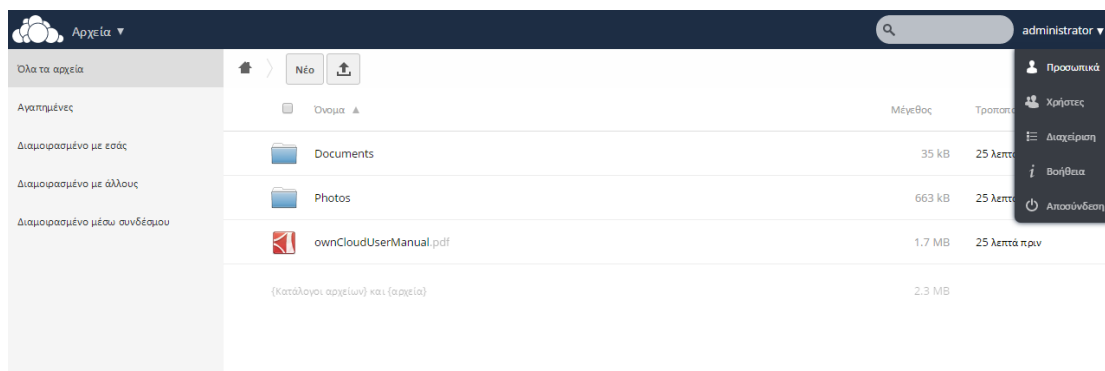 Αρχεία ▼
administrator ▼
Όλα τα αρχεία
Αγαπημένες
Διαμοιρασμένο με εσάς
Διαμοιρασμένο με άλλους
Διαμοιρασμένο μέσω συνδέσμου
Νέο
Όνομα ▲ Μέγεθος
Documents 35 kB 25
Photos 663 kB 25
ownCloudUserManual.pdf 1.7 MB 25 λεπτά πριν
{Κατάλογοι αρχείων} και {αρχεία} 2.3 MB
Προσωπικά
Χρήστες
Διαχείριση
Βοήθεια
Αποσύνδεση